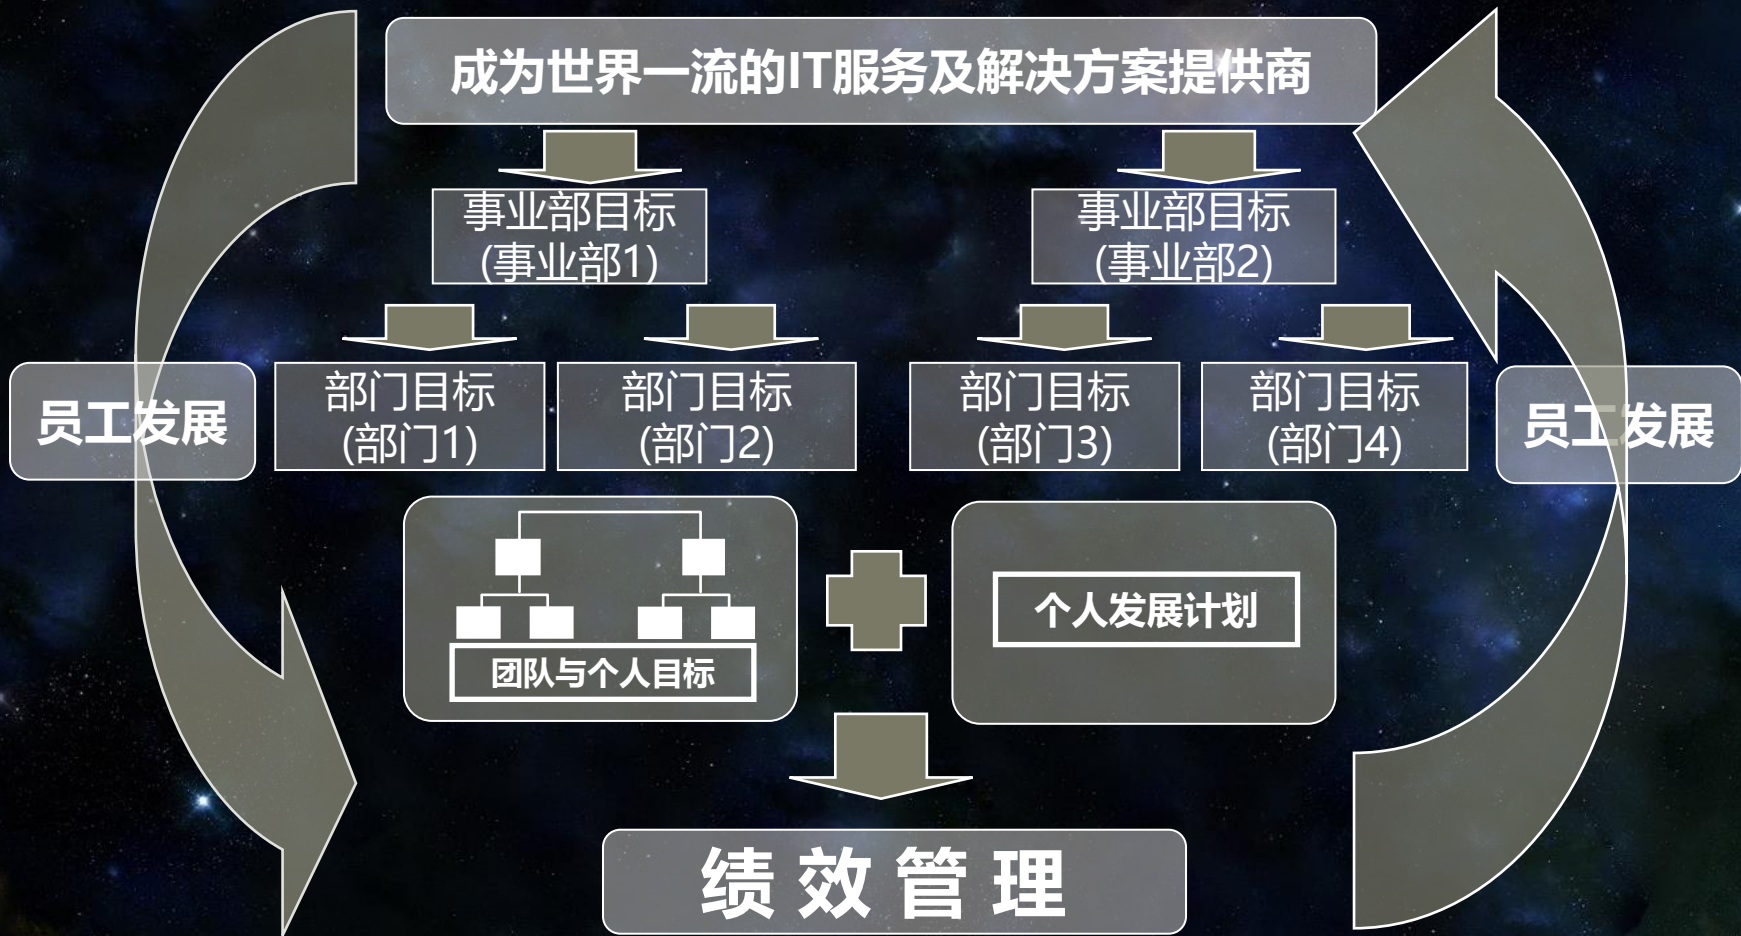 成为世界一流的IT服务及解决方案提供商
事业部目标
(事业部1)
事业部目标
(事业部2)
员工发展
部门目标
(部门1)
部门目标
(部门2)
部门目标
(部门3)
部门目标
(部门4)
员工发展
团队与个人目标
个人发展计划
绩效管理